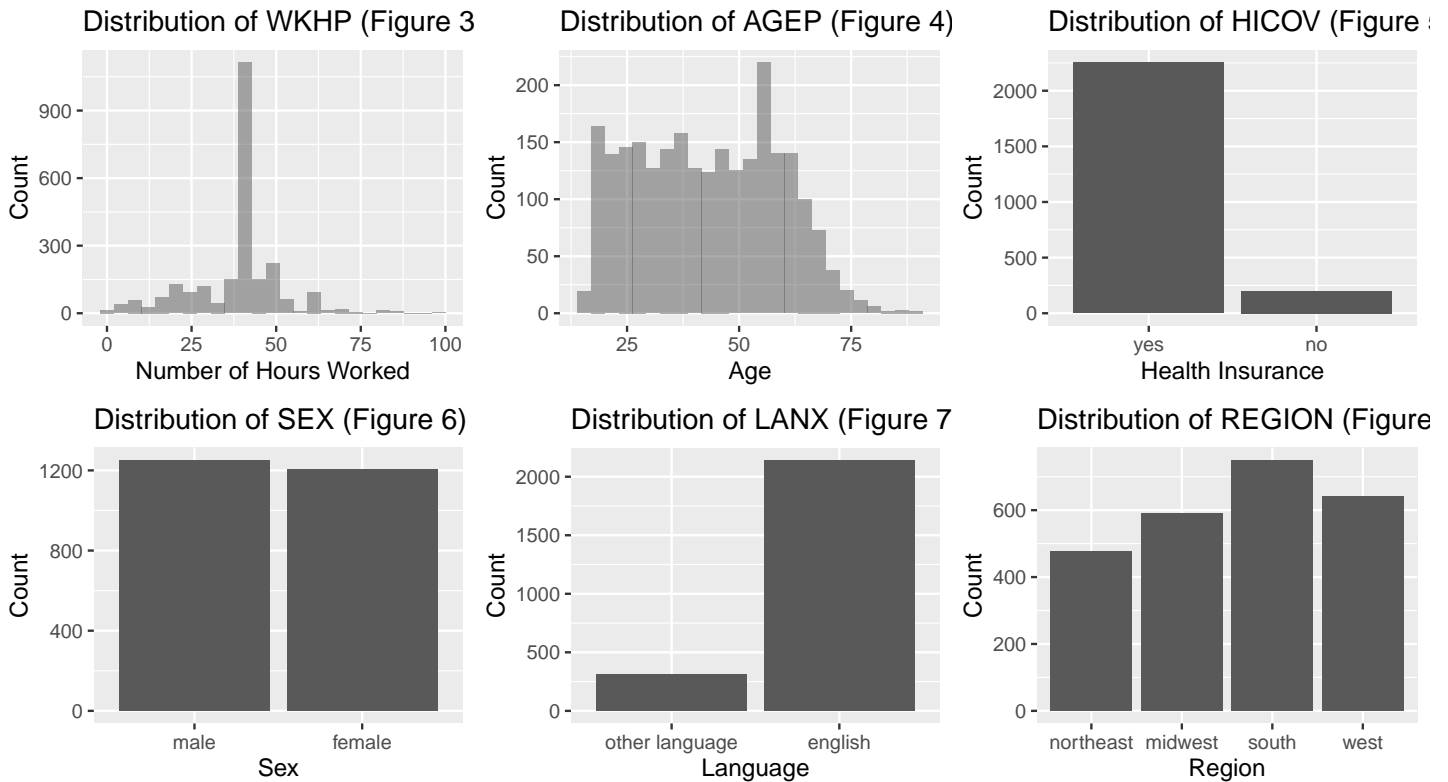 Distribution of WKHP (Figure 3
900
600
300
0
Count
0 25 50 75 100
Number of Hours Worked
Distribution of AGEP (Figure 4)
200
150
100
50
0
Count
25 50 75
Age
Distribution of HICOV (Figure 5
2000
1500
1000
500
0
Count
yes no
Health Insurance
Distribution of SEX (Figure 6)
1200
800
400
0
Count
male female
Sex
Distribution of LANX (Figure 7
2000
1500
1000
500
0
Count
other language english
Language
Distribution of REGION (Figure
600
400
200
0
Count
northeast midwest south west
Region